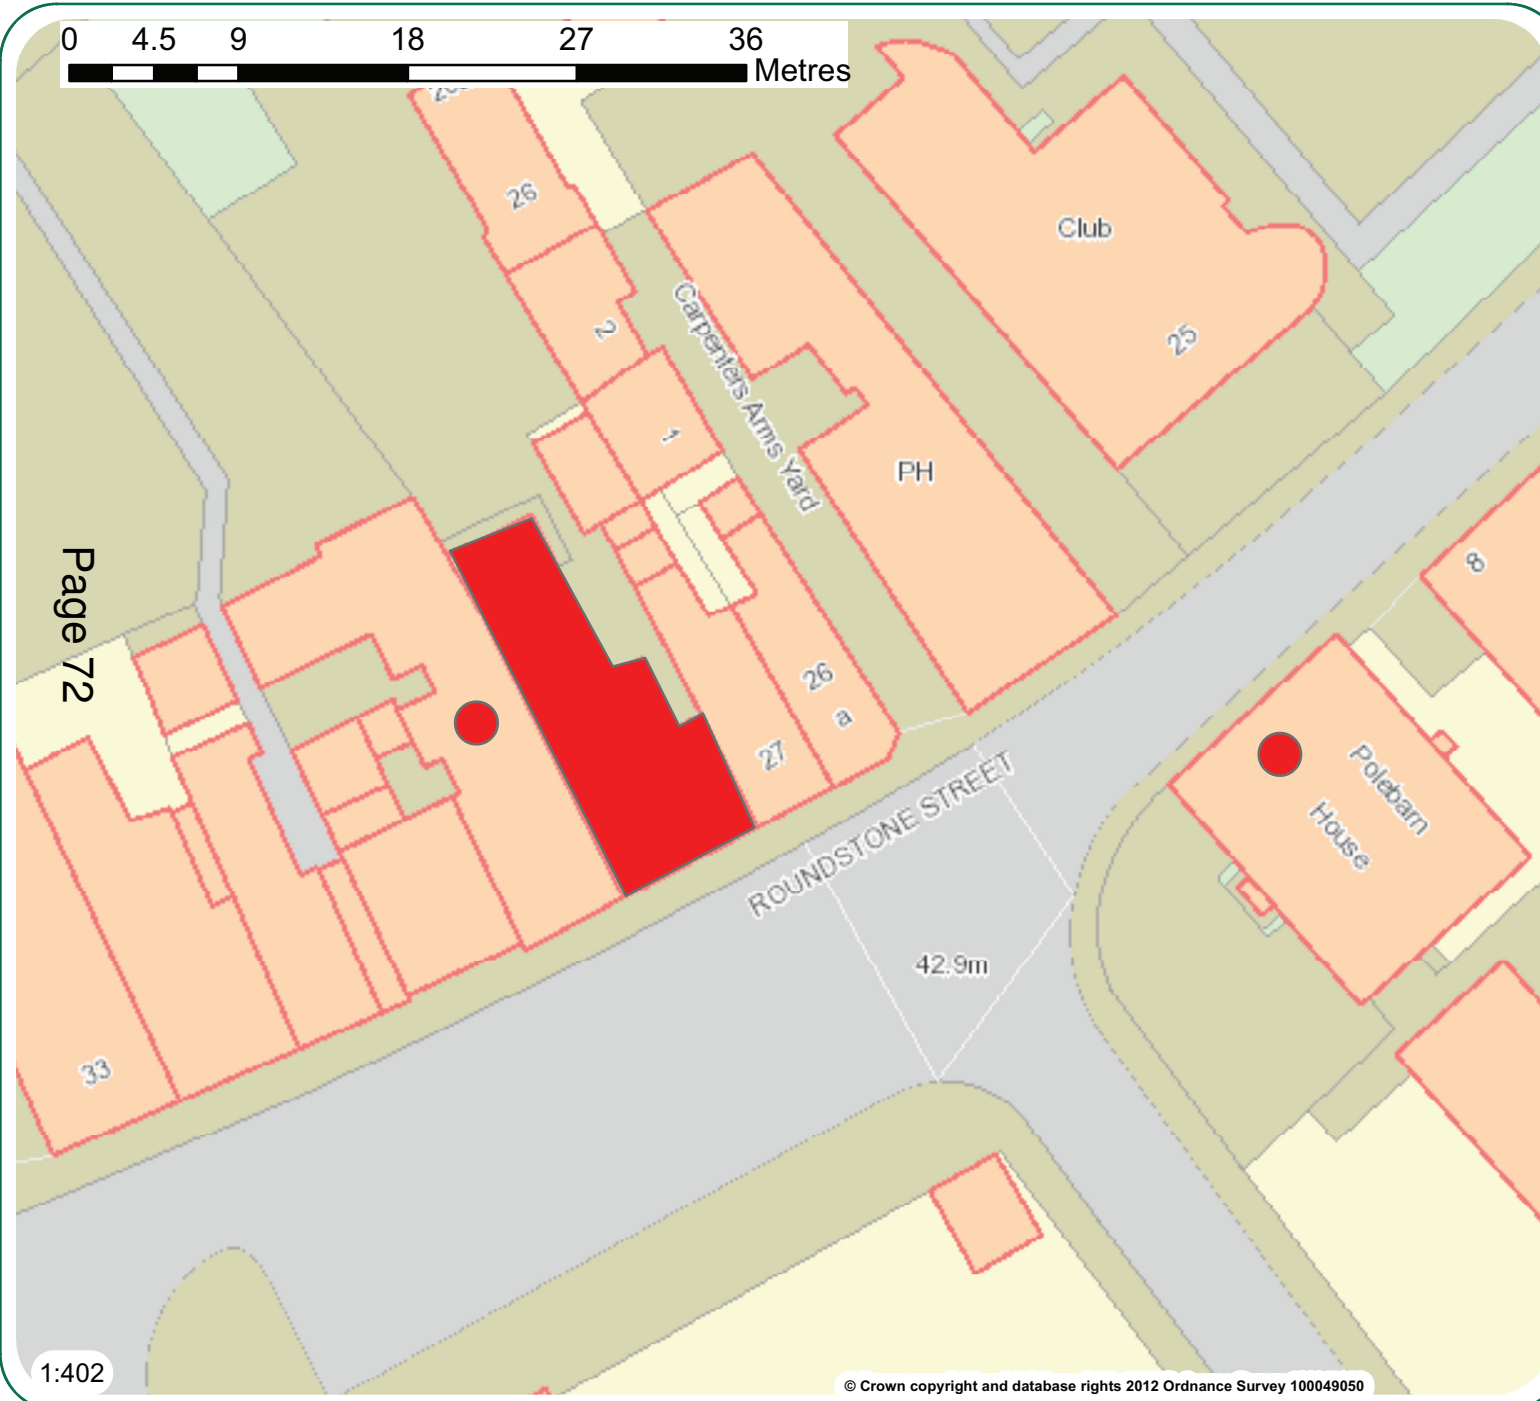 0 4.5 9 18 27 36
Metres
26
Club
2
25
Carpenters Arms Yard
1
PH
8
Page 72
26
a
27
ROUNDSTONE STREET
Polebarn
House
42.9m
33
1:402
© Crown copyright and database rights 2012 Ordnance Survey 100049050